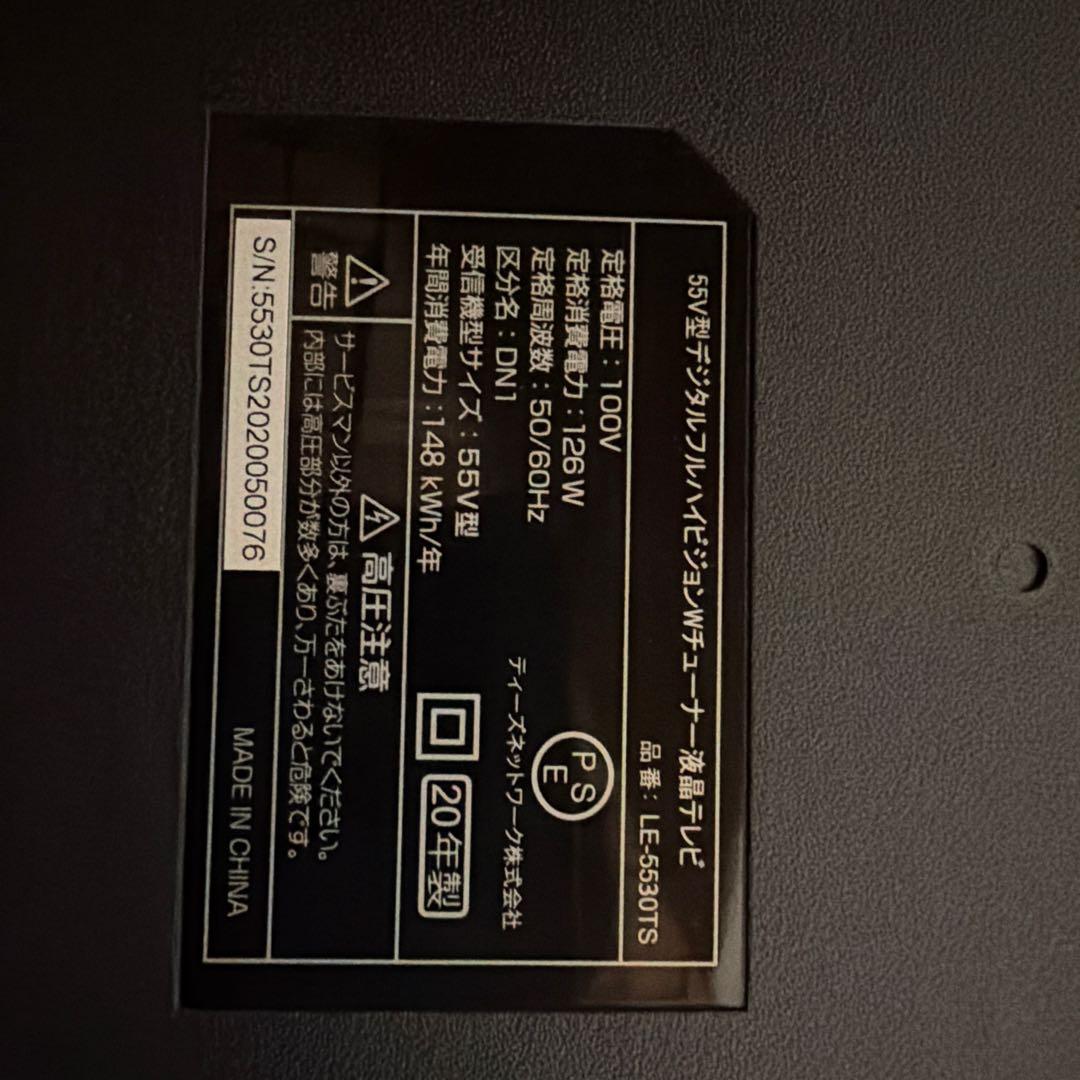 55V型デジタルフルハイビジョンWチューナー液晶テレビ
品番：LE-5530TS
定格電圧：100V
定格消費電力：126W
定格周波数：50/60Hz
区分名：DN1
受信機型サイズ：55V型
年間消費電力：148 kWh/年
PSE
ティーズネットワーク株式会社
20年製
警告
高圧注意
サービスマン以外の方は、裏ぶたをあけないでください。
内部には高圧部分が数多くあり、万一さわると危険です。
S/N:5530TS202005​0076
MADE IN CHINA